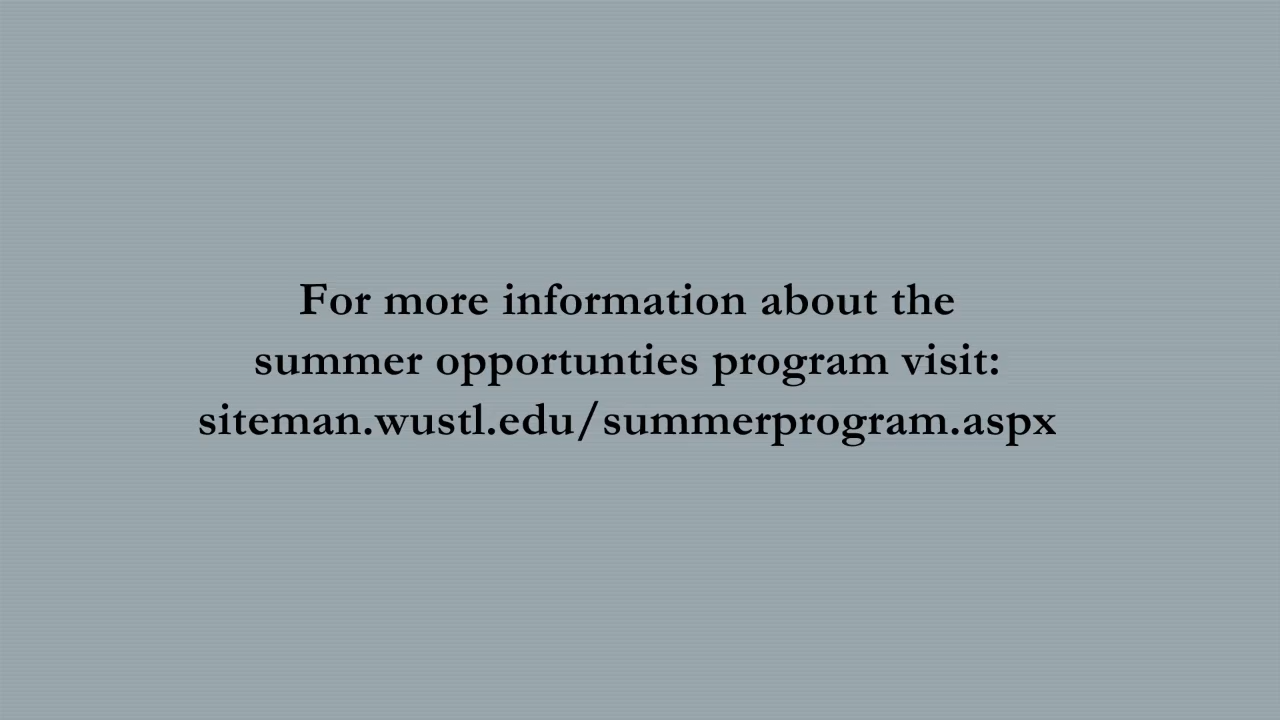 For more information about the
summer opportunties program visit:
siteman.wustl.edu/summerprogram.aspx